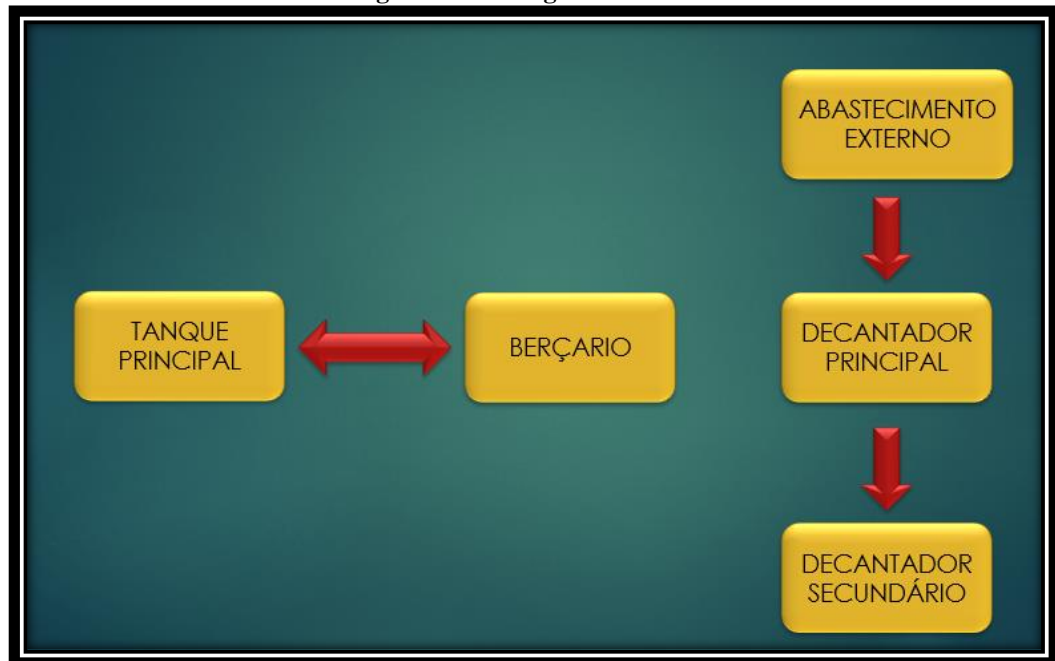 ABASTECIMENTO
EXTERNO
TANQUE
PRINCIPAL
BERÇARIO
DECANTADOR
PRINCIPAL
DECANTADOR
SECUNDÁRIO